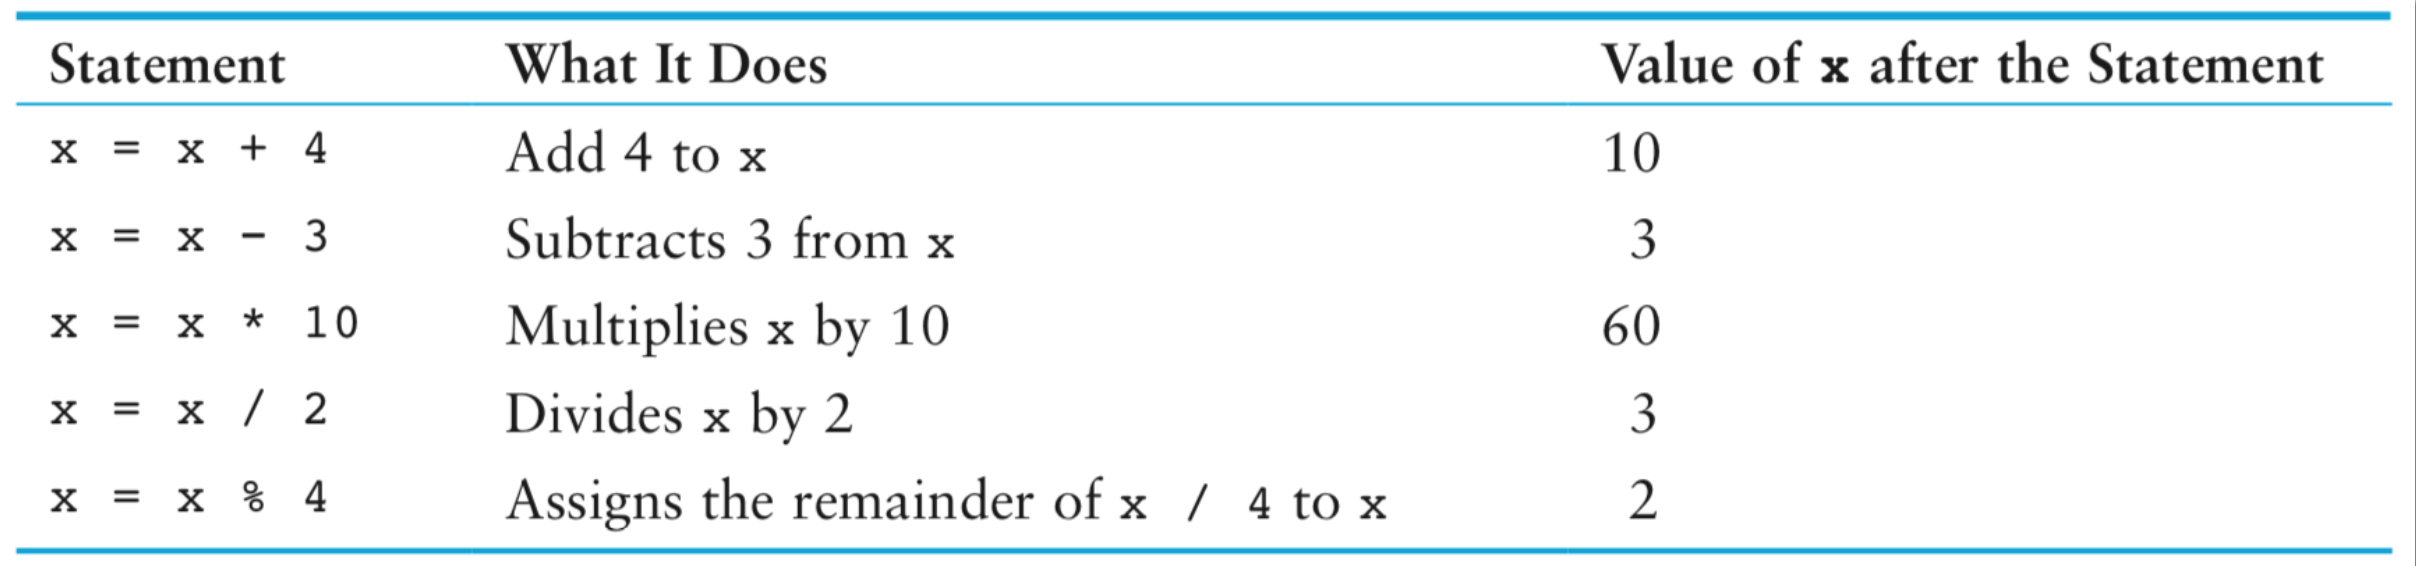 Statement What It Does Value of x after the Statement
x = x + 4 Add 4 to x 10
x = x - 3 Subtracts 3 from x 3
x = x * 10 Multiplies x by 10 60
x = x / 2 Divides x by 2 3
x = x % 4 Assigns the remainder of x / 4 to x 2